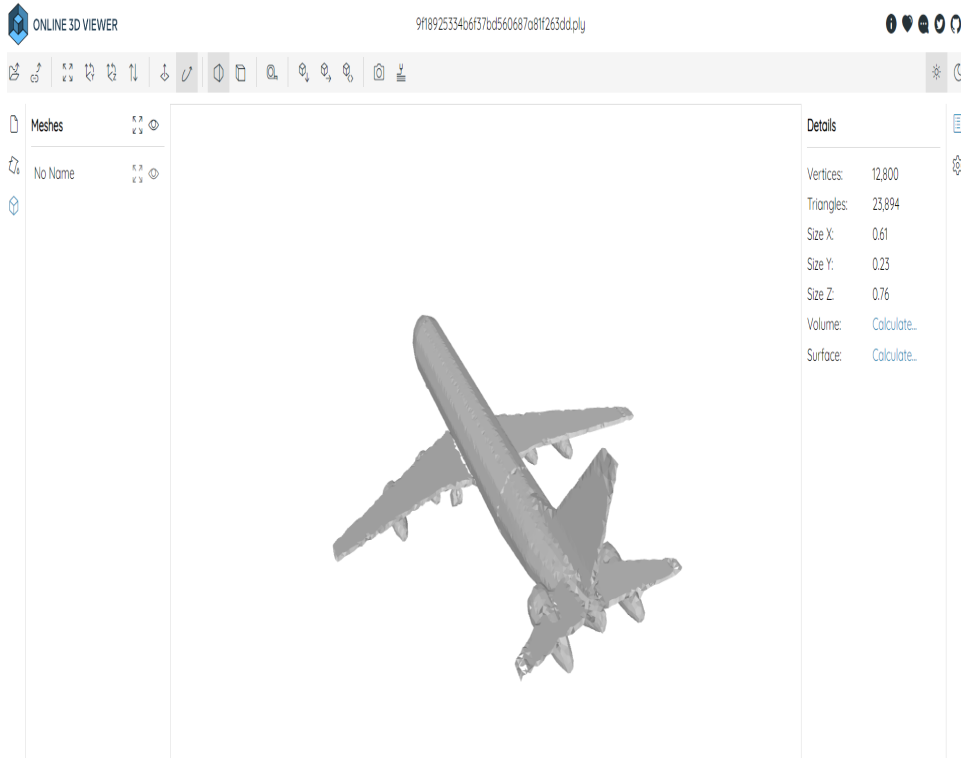 ONLINE 3D VIEWER
9f18925334b6f37bd560687a81f263dd.ply
Meshes
No Name
Details
Vertices: 12,800
Triangles: 23,894
Size X: 0.61
Size Y: 0.23
Size Z: 0.76
Volume: Calculate...
Surface: Calculate...